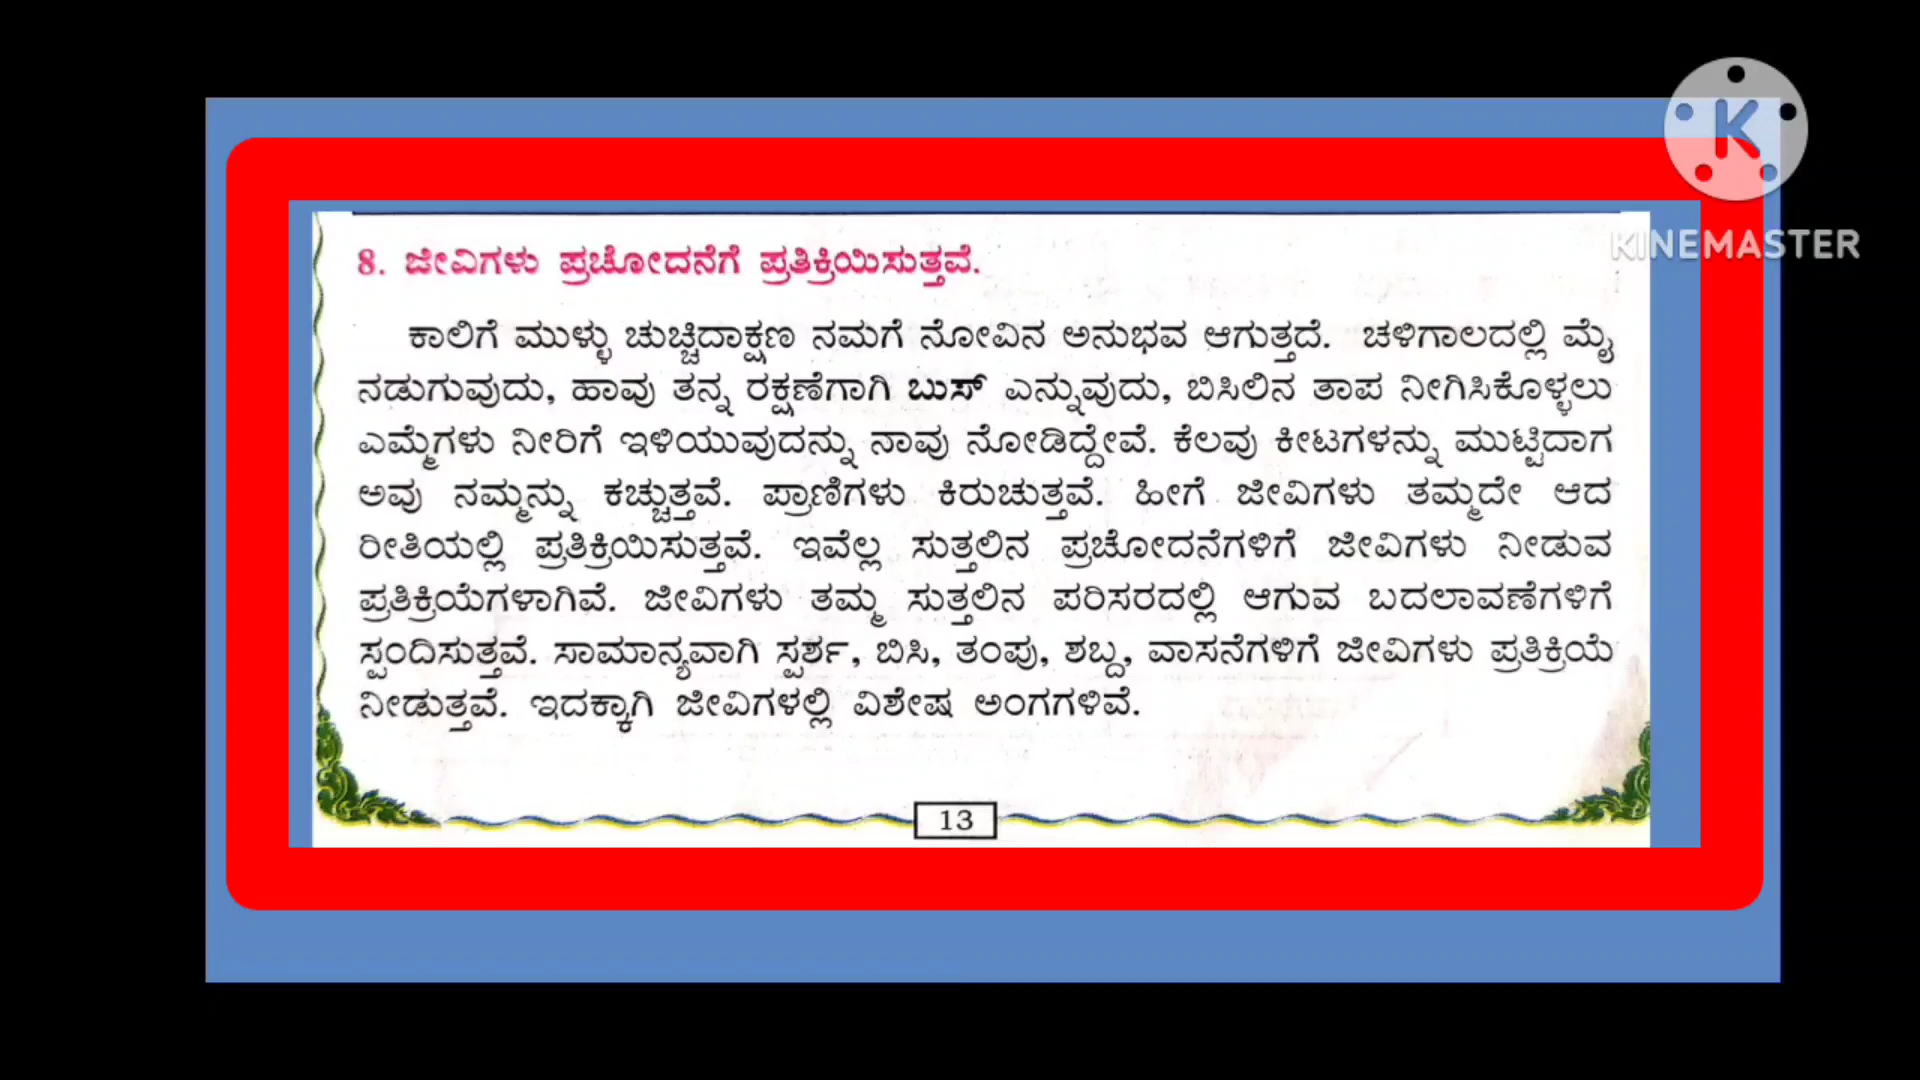 K
KINEMASTER
8. ಜೀವಿಗಳು ಪ್ರಚೋದನೆಗೆ ಪ್ರತಿಕ್ರಿಯಿಸುತ್ತವೆ.
ಕಾಲಿಗೆ ಮುಳ್ಳು ಚುಚ್ಚಿದಾಕ್ಷಣ ನಮಗೆ ನೋವಿನ ಅನುಭವ ಆಗುತ್ತದೆ. ಚಳಿಗಾಲದಲ್ಲಿ ಮೈ
ನಡುಗುವುದು, ಹಾವು ತನ್ನ ರಕ್ಷಣೆಗಾಗಿ ಬುಸ್ ಎನ್ನುವುದು, ಬಿಸಿಲಿನ ತಾಪ ನೀಗಿಸಿಕೊಳ್ಳಲು
ಎಮ್ಮೆಗಳು ನೀರಿಗೆ ಇಳಿಯುವುದನ್ನು ನಾವು ನೋಡಿದ್ದೇವೆ. ಕೆಲವು ಕೀಟಗಳನ್ನು ಮುಟ್ಟಿದಾಗ
ಅವು ನಮ್ಮನ್ನು ಕಚ್ಚುತ್ತವೆ. ಪ್ರಾಣಿಗಳು ಕಿರುಚುತ್ತವೆ. ಹೀಗೆ ಜೀವಿಗಳು ತಮ್ಮದೇ ಆದ
ರೀತಿಯಲ್ಲಿ ಪ್ರತಿಕ್ರಿಯಿಸುತ್ತವೆ. ಇವೆಲ್ಲ ಸುತ್ತಲಿನ ಪ್ರಚೋದನೆಗಳಿಗೆ ಜೀವಿಗಳು ನೀಡುವ
ಪ್ರತಿಕ್ರಿಯೆಗಳಾಗಿವೆ. ಜೀವಿಗಳು ತಮ್ಮ ಸುತ್ತಲಿನ ಪರಿಸರದಲ್ಲಿ ಆಗುವ ಬದಲಾವಣೆಗಳಿಗೆ
ಸ್ಪಂದಿಸುತ್ತವೆ. ಸಾಮಾನ್ಯವಾಗಿ ಸ್ಪರ್ಶ, ಬಿಸಿ, ತಂಪು, ಶಬ್ದ, ವಾಸನೆಗಳಿಗೆ ಜೀವಿಗಳು ಪ್ರತಿಕ್ರಿಯೆ
ನೀಡುತ್ತವೆ. ಇದಕ್ಕಾಗಿ ಜೀವಿಗಳಲ್ಲಿ ವಿಶೇಷ ಅಂಗಗಳಿವೆ.
13